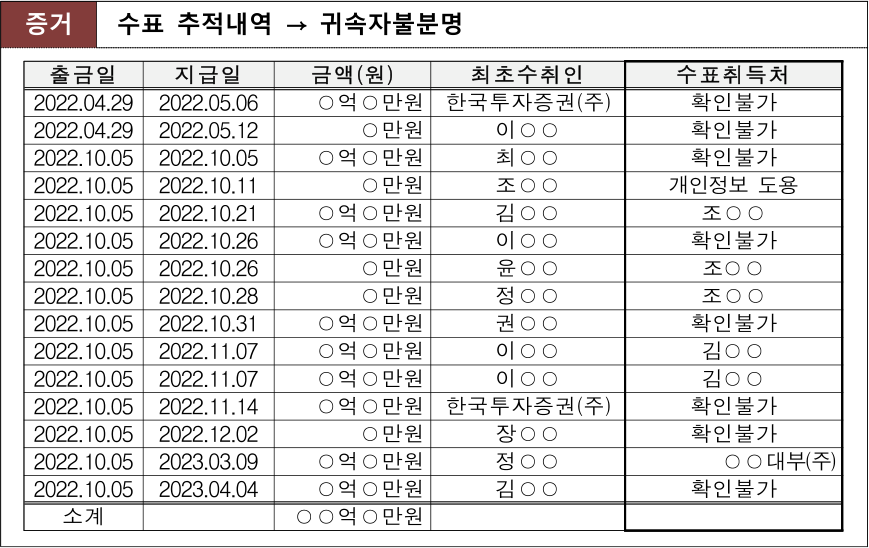 증거 수표 추적내역 → 귀속자불분명
출금일 지급일 금액(원) 최초수취인 수표취득처
2022.04.29 2022.05.06 ○억○만원 한국투자증권(주) 확인불가
2022.04.29 2022.05.12 ○만원 이○○ 확인불가
2022.10.05 2022.10.05 ○억○만원 최○○ 확인불가
2022.10.05 2022.10.11 ○만원 조○○ 개인정보 도용
2022.10.05 2022.10.21 ○억○만원 김○○ 조○○
2022.10.05 2022.10.26 ○억○만원 이○○ 확인불가
2022.10.05 2022.10.26 ○만원 윤○○ 조○○
2022.10.05 2022.10.28 ○만원 정○○ 조○○
2022.10.05 2022.10.31 ○억○만원 권○○ 확인불가
2022.10.05 2022.11.07 ○억○만원 이○○ 김○○
2022.10.05 2022.11.07 ○억○만원 이○○ 김○○
2022.10.05 2022.11.14 ○억○만원 한국투자증권(주) 확인불가
2022.10.05 2022.12.02 ○만원 장○○ 확인불가
2022.10.05 2023.03.09 ○억○만원 정○○ ○○대부(주)
2022.10.05 2023.04.04 ○억○만원 김○○ 확인불가
소계 ○○억○만원